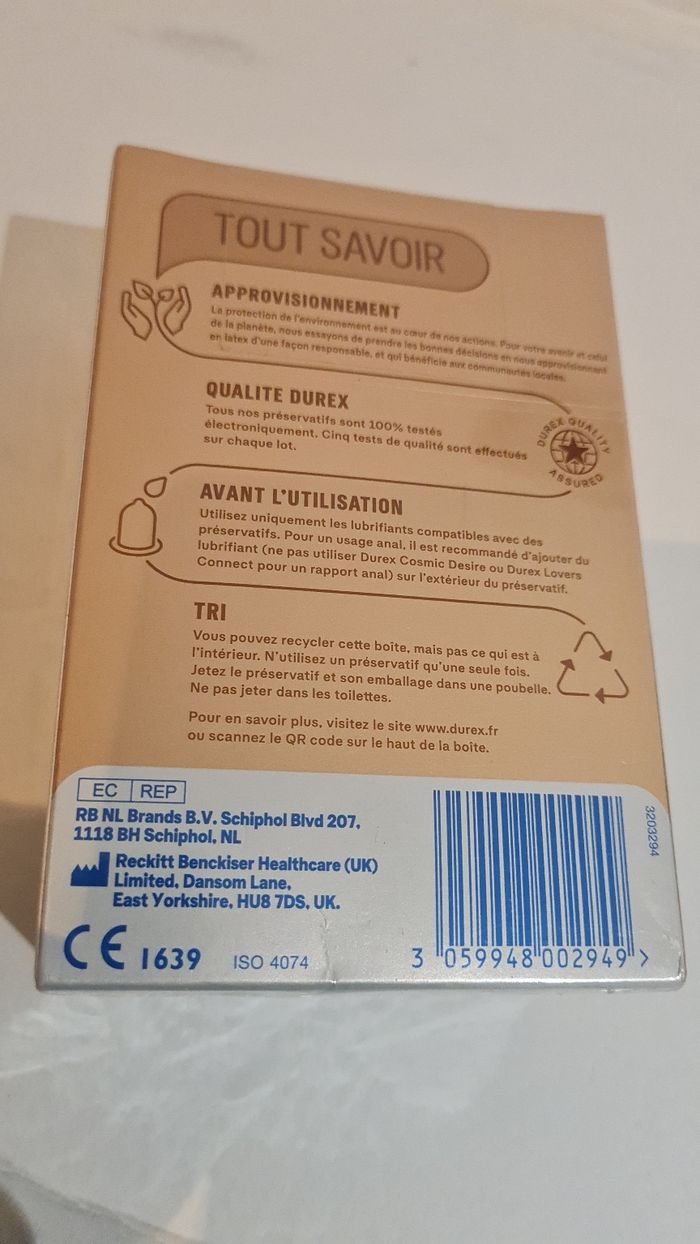 TOUT SAVOIR
APPROVISIONNEMENT
La protection de l'environnement est au cœur de nos actions. Pour votre avenir et celui
de la planète, nous essayons de prendre les bonnes décisions en nous approvisionnant
en latex d'une façon responsable, et qui bénéficie aux communautés locales.
QUALITE DUREX
Tous nos préservatifs sont 100% testés
électroniquement. Cinq tests de qualité sont effectués
sur chaque lot.
DUREX QUALITY
ASSURED
AVANT L'UTILISATION
Utilisez uniquement les lubrifiants compatibles avec des
préservatifs. Pour un usage anal, il est recommandé d'ajouter du
lubrifiant (ne pas utiliser Durex Cosmic Desire ou Durex Lovers
Connect pour un rapport anal) sur l'extérieur du préservatif.
TRI
Vous pouvez recycler cette boîte, mais pas ce qui est à
l'intérieur. N'utilisez un préservatif qu'une seule fois.
Jetez le préservatif et son emballage dans une poubelle.
Ne pas jeter dans les toilettes.
Pour en savoir plus, visitez le site www.durex.fr
ou scannez le QR code sur le haut de la boîte.
EC REP
RB NL Brands B.V. Schiphol Blvd 207,
1118 BH Schiphol, NL
Reckitt Benckiser Healthcare (UK)
Limited, Dansom Lane,
East Yorkshire, HU8 7DS, UK.
CE 1639 ISO 4074
3203294
3 059948 002949 >